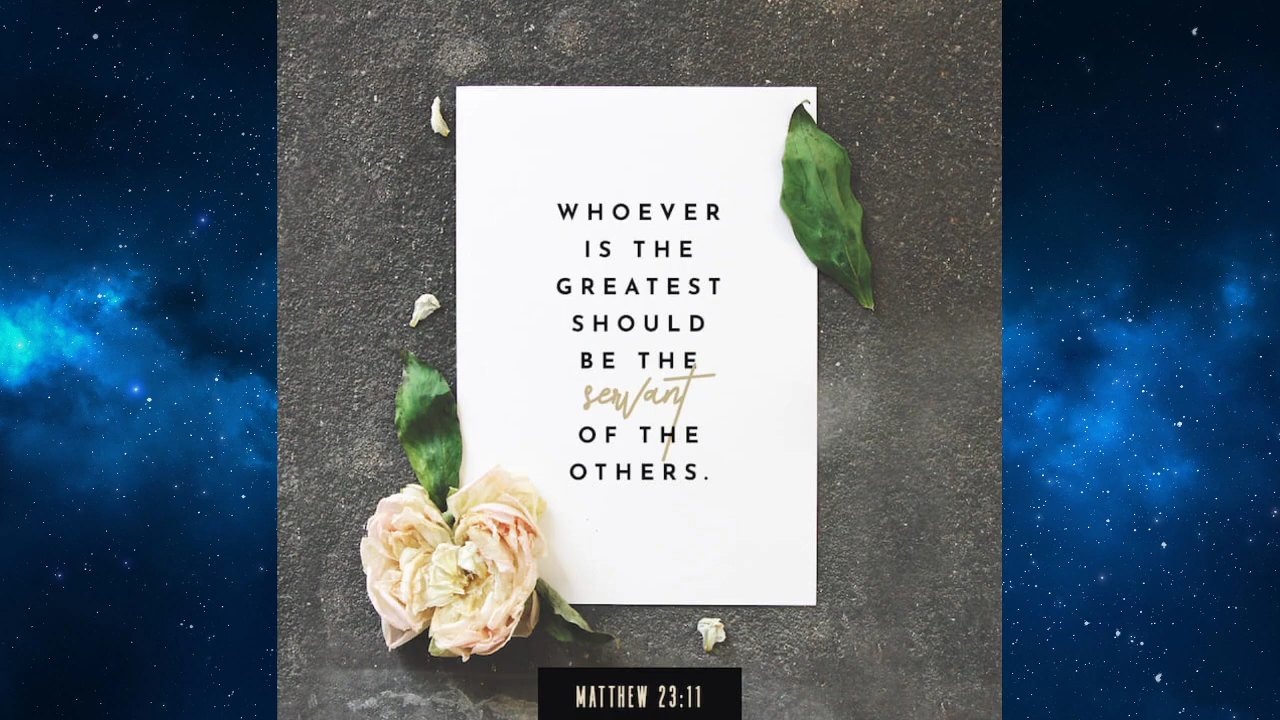 WHOEVER
IS THE
GREATEST
SHOULD
BE THE
servant
OF THE
OTHERS.
MATTHEW 23:11